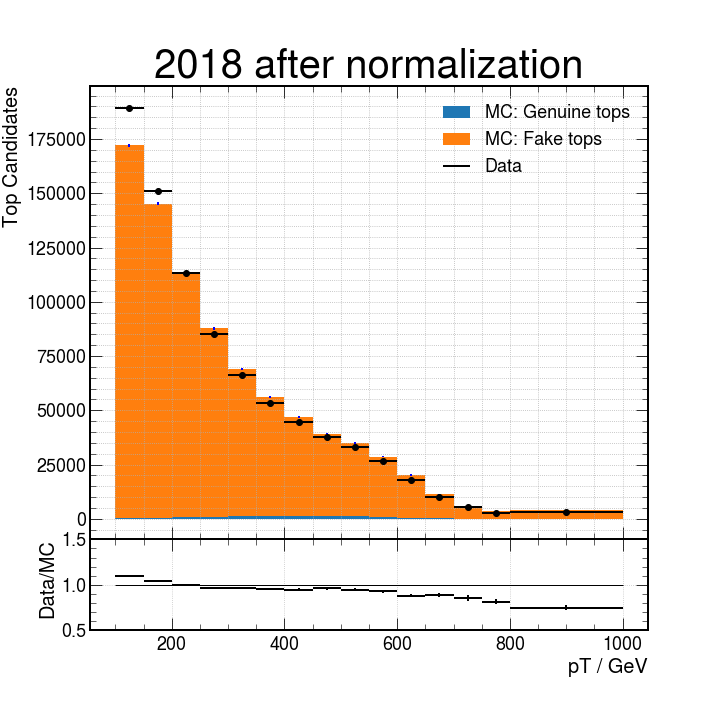 2018 after normalization
Top Candidates
175000
150000
125000
100000
75000
50000
25000
0
MC: Genuine tops
MC: Fake tops
Data
Data/MC
1.5
1.0
0.5
200
400
600
800
1000
pT / GeV